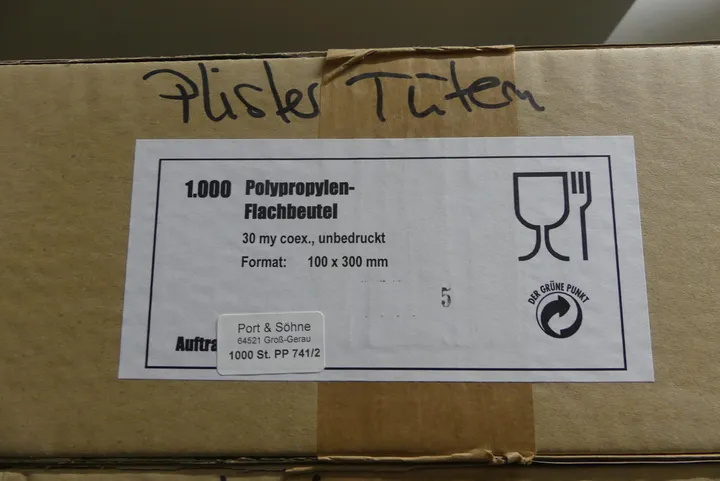 Plister Tüten
1.000 Polypropylen-
Flachbeutel
30 my coex., unbedruckt
Format: 100 x 300 mm
5
DER GRÜNE PUNKT
Auftra
Port & Söhne
64521 Groß-Gerau
1000 St. PP 741/2